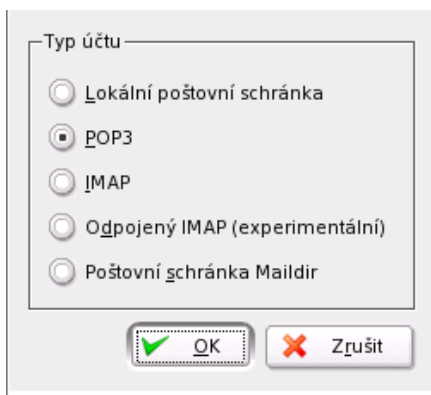 Typ účtu
Lokální poštovní schránka
POP3
IMAP
Odpojený IMAP (experimentální)
Poštovní schránka Maildir
OK
Zrušit